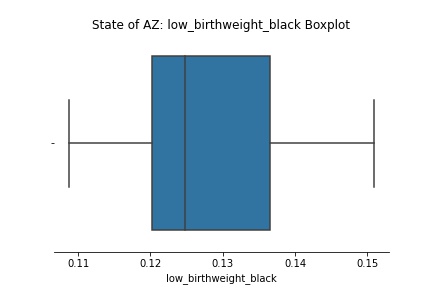 State of AZ: low_birthweight_black Boxplot
-
0.11 0.12 0.13 0.14 0.15
low_birthweight_black